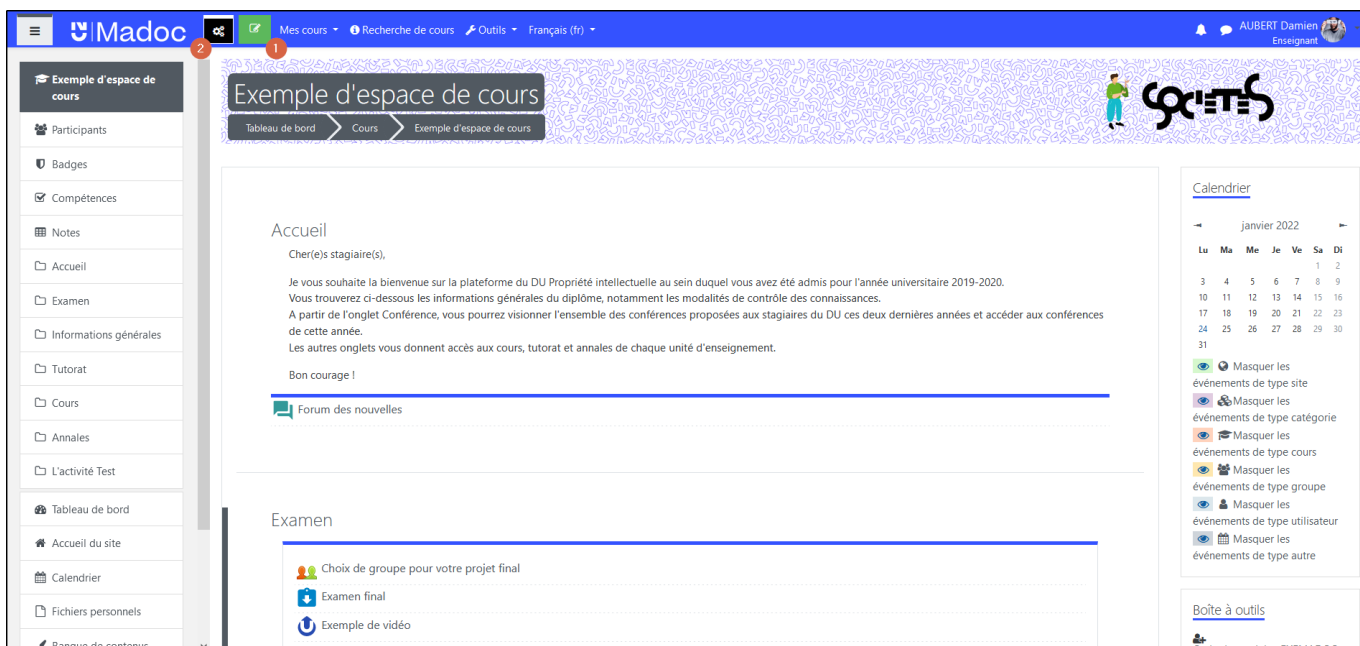 Madoc
2
1
Mes cours
Recherche de cours
Outils
Français (fr)
AUBERT Damien
Enseignant
Exemple d'espace de
cours
Participants
Badges
Compétences
Notes
Accueil
Examen
Informations générales
Tutorat
Cours
Annales
L'activité Test
Tableau de bord
Accueil du site
Calendrier
Fichiers personnels
Banque de contenus
Exemple d'espace de cours
Tableau de bord
Cours
Exemple d'espace de cours
SOCIETES
Accueil
Cher(e)s stagiaire(s),
Je vous souhaite la bienvenue sur la plateforme du DU Propriété intellectuelle au sein duquel vous avez été admis pour l'année universitaire 2019-2020.
Vous trouverez ci-dessous les informations générales du diplôme, notamment les modalités de contrôle des connaissances.
A partir de l'onglet Conférence, vous pourrez visionner l'ensemble des conférences proposées aux stagiaires du DU ces deux dernières années et accéder aux conférences
de cette année.
Les autres onglets vous donnent accès aux cours, tutorat et annales de chaque unité d'enseignement.
Bon courage !
Forum des nouvelles
Examen
Choix de groupe pour votre projet final
Examen final
Exemple de vidéo
Calendrier
janvier 2022
Lu Ma Me Je Ve Sa Di
1 2
3 4 5 6 7 8 9
10 11 12 13 14 15 16
17 18 19 20 21 22 23
24 25 26 27 28 29 30
31
Masquer les
événements de type site
Masquer les
événements de type catégorie
Masquer les
événements de type cours
Masquer les
événements de type groupe
Masquer les
événements de type utilisateur
Masquer les
événements de type autre
Boîte à outils